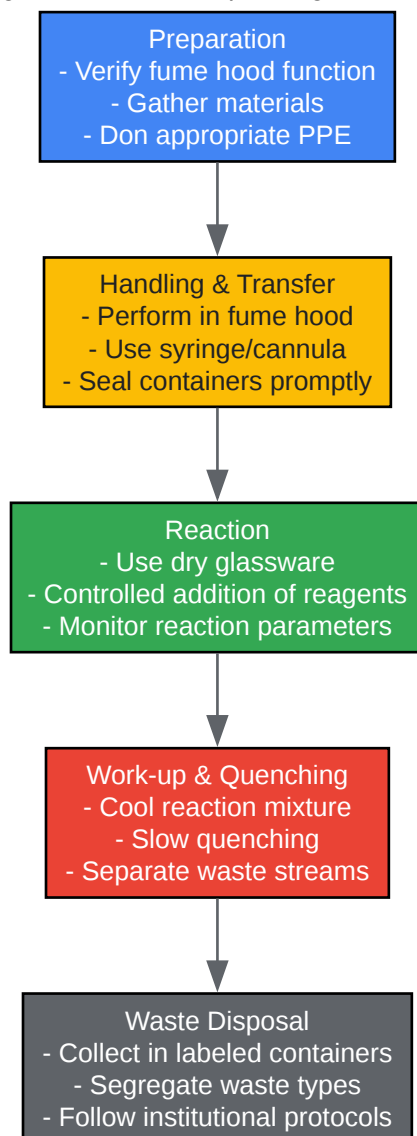 Preparation
- Verify fume hood function
- Gather materials
- Don appropriate PPE
Handling & Transfer
- Perform in fume hood
- Use syringe/cannula
- Seal containers promptly
Reaction
- Use dry glassware
- Controlled addition of reagents
- Monitor reaction parameters
Work-up & Quenching
- Cool reaction mixture
- Slow quenching
- Separate waste streams
Waste Disposal
- Collect in labeled containers
- Segregate waste types
- Follow institutional protocols